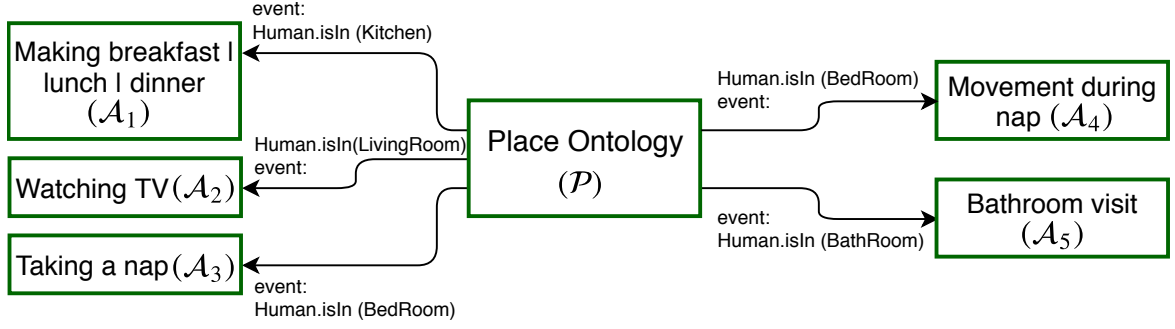 event:
Human.isIn (Kitchen)
Making breakfast |
lunch | dinner
(𝒜₁)
Human.isIn(LivingRoom)
event:
Watching TV(𝒜₂)
Taking a nap(𝒜₃)
event:
Human.isIn (BedRoom)
Place Ontology
(𝒫)
Human.isIn (BedRoom)
event:
Movement during
nap (𝒜₄)
event:
Human.isIn (BathRoom)
Bathroom visit
(𝒜₅)